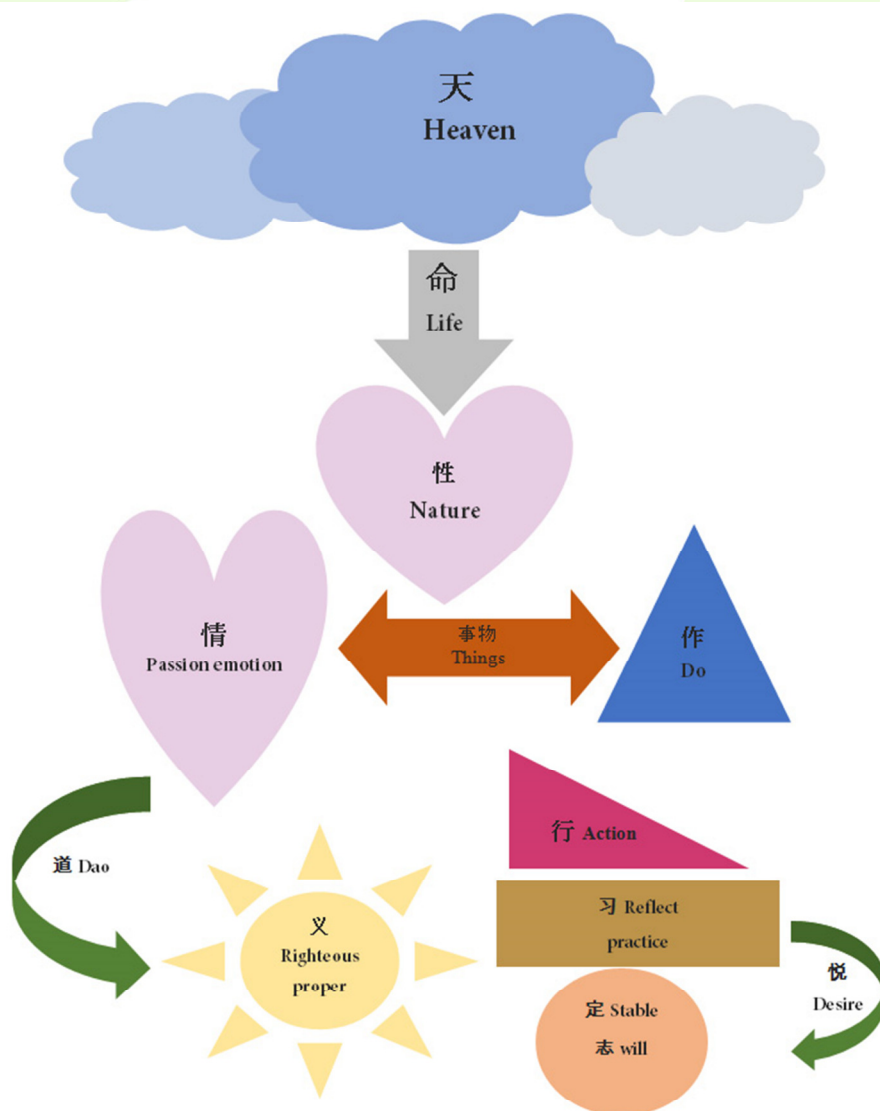 天
Heaven
命
Life
性
Nature
情
Passion emotion
事物
Things
作
Do
道 Dao
义
Righteous
proper
行 Action
习 Reflect
practice
定 Stable
志 will
悦
Desire